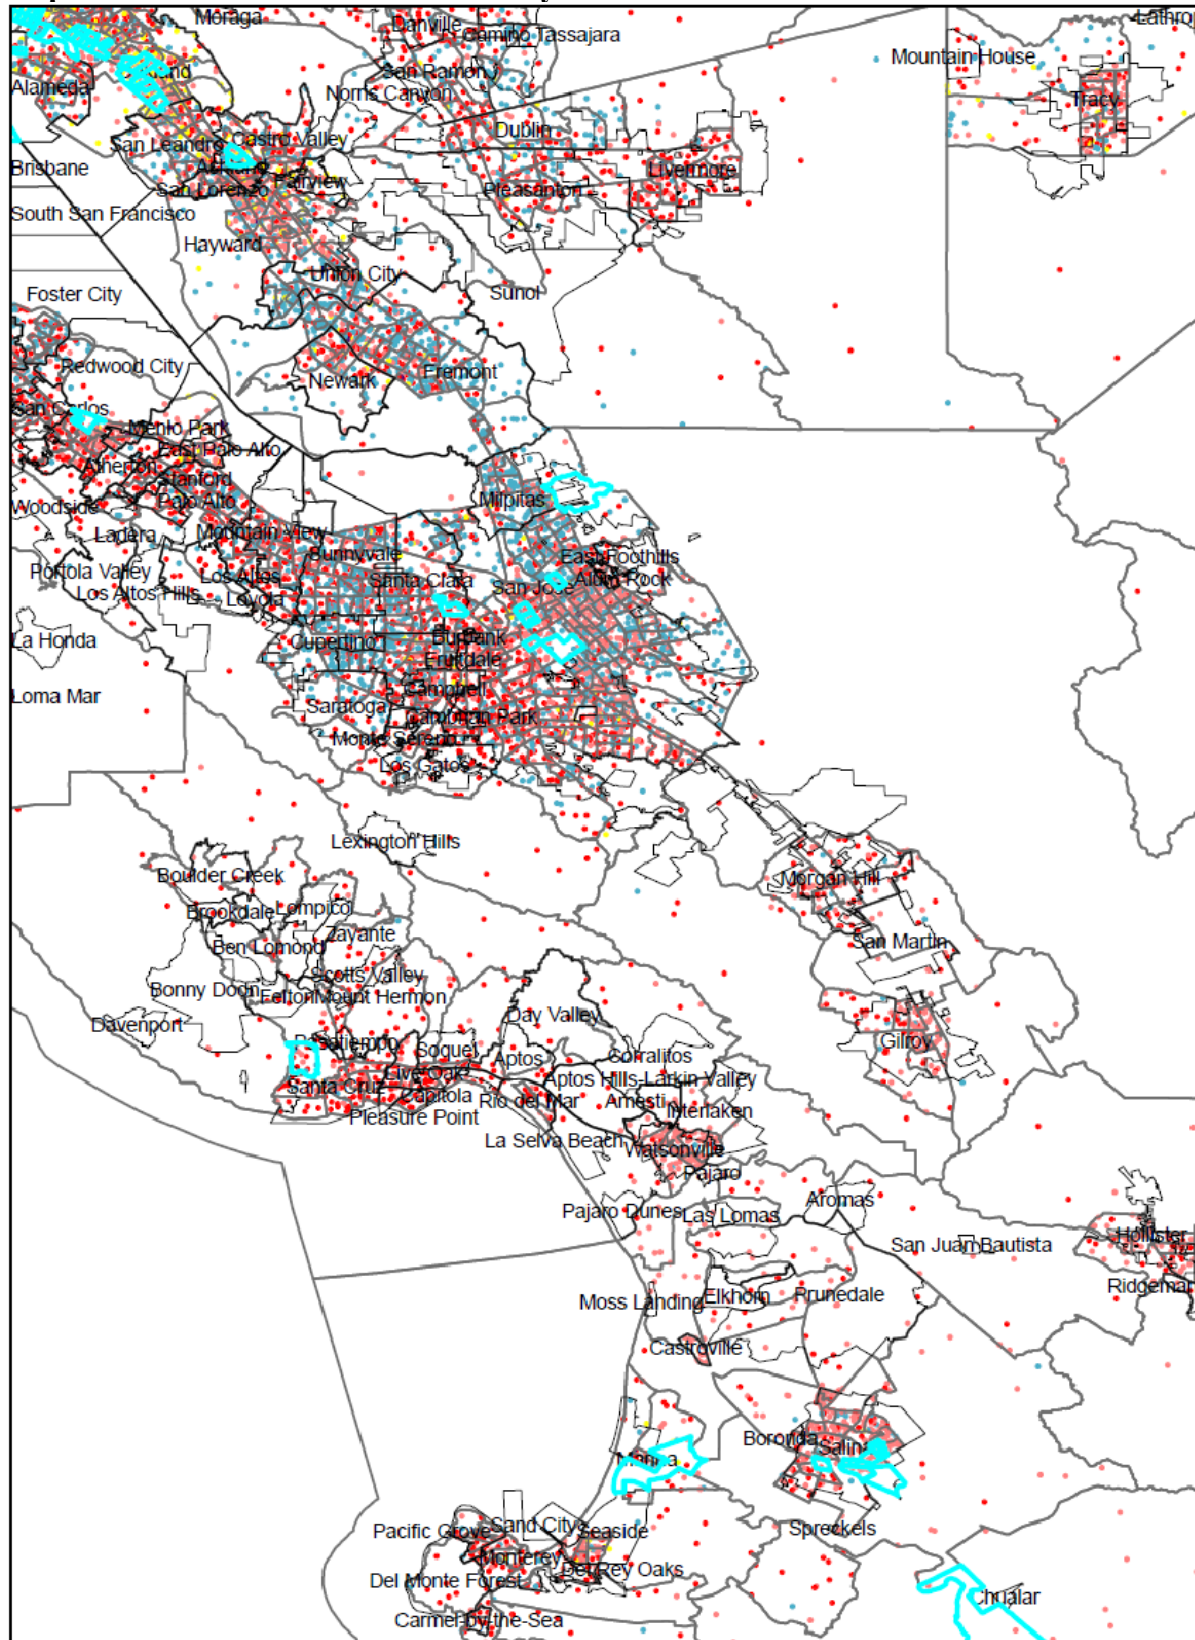 Moraga
Danville
Camino Tassajara
Lathrop
Mountain House
San Ramon
Alameda
Norris Canyon
Tracy
Dublin
San Leandro
Castro Valley
Brisbane
Livermore
San Lorenzo
Fairview
Pleasanton
South San Francisco
Hayward
Union City
Sunol
Foster City
Redwood City
Newark
Fremont
San Carlos
Menlo Park
East Palo Alto
Atherton
Stanford
Woodside
Palo Alto
Milpitas
Ladera
Mountain View
Sunnyvale
East Foothills
Portola Valley
Los Altos
Santa Clara
San Jose
Alum Rock
Los Altos Hills
Loyola
La Honda
Cupertino
Burbank
Fruitdale
Loma Mar
Campbell
Saratoga
Cambrian Park
Monte Sereno
Los Gatos
Lexington Hills
Boulder Creek
Morgan Hill
Brookdale
Lompico
Zayante
Ben Lomond
San Martin
Scotts Valley
Bonny Doon
Felton
Mount Hermon
Davenport
Day Valley
Pasatiempo
Soquel
Aptos
Corralitos
Gilroy
Live Oak
Aptos Hills-Larkin Valley
Santa Cruz
Capitola
Rio del Mar
Amesti
Interlaken
Pleasure Point
La Selva Beach
Watsonville
Pajaro
Aromas
Pajaro Dunes
Las Lomas
San Juan Bautista
Hollister
Ridgemar
Moss Landing
Elkhorn
Prunedale
Castroville
Boronda
Salinas
Marina
Pacific Grove
Sand City
Seaside
Spreckels
Monterey
Del Rey Oaks
Del Monte Forest
Chualar
Carmel-by-the-Sea